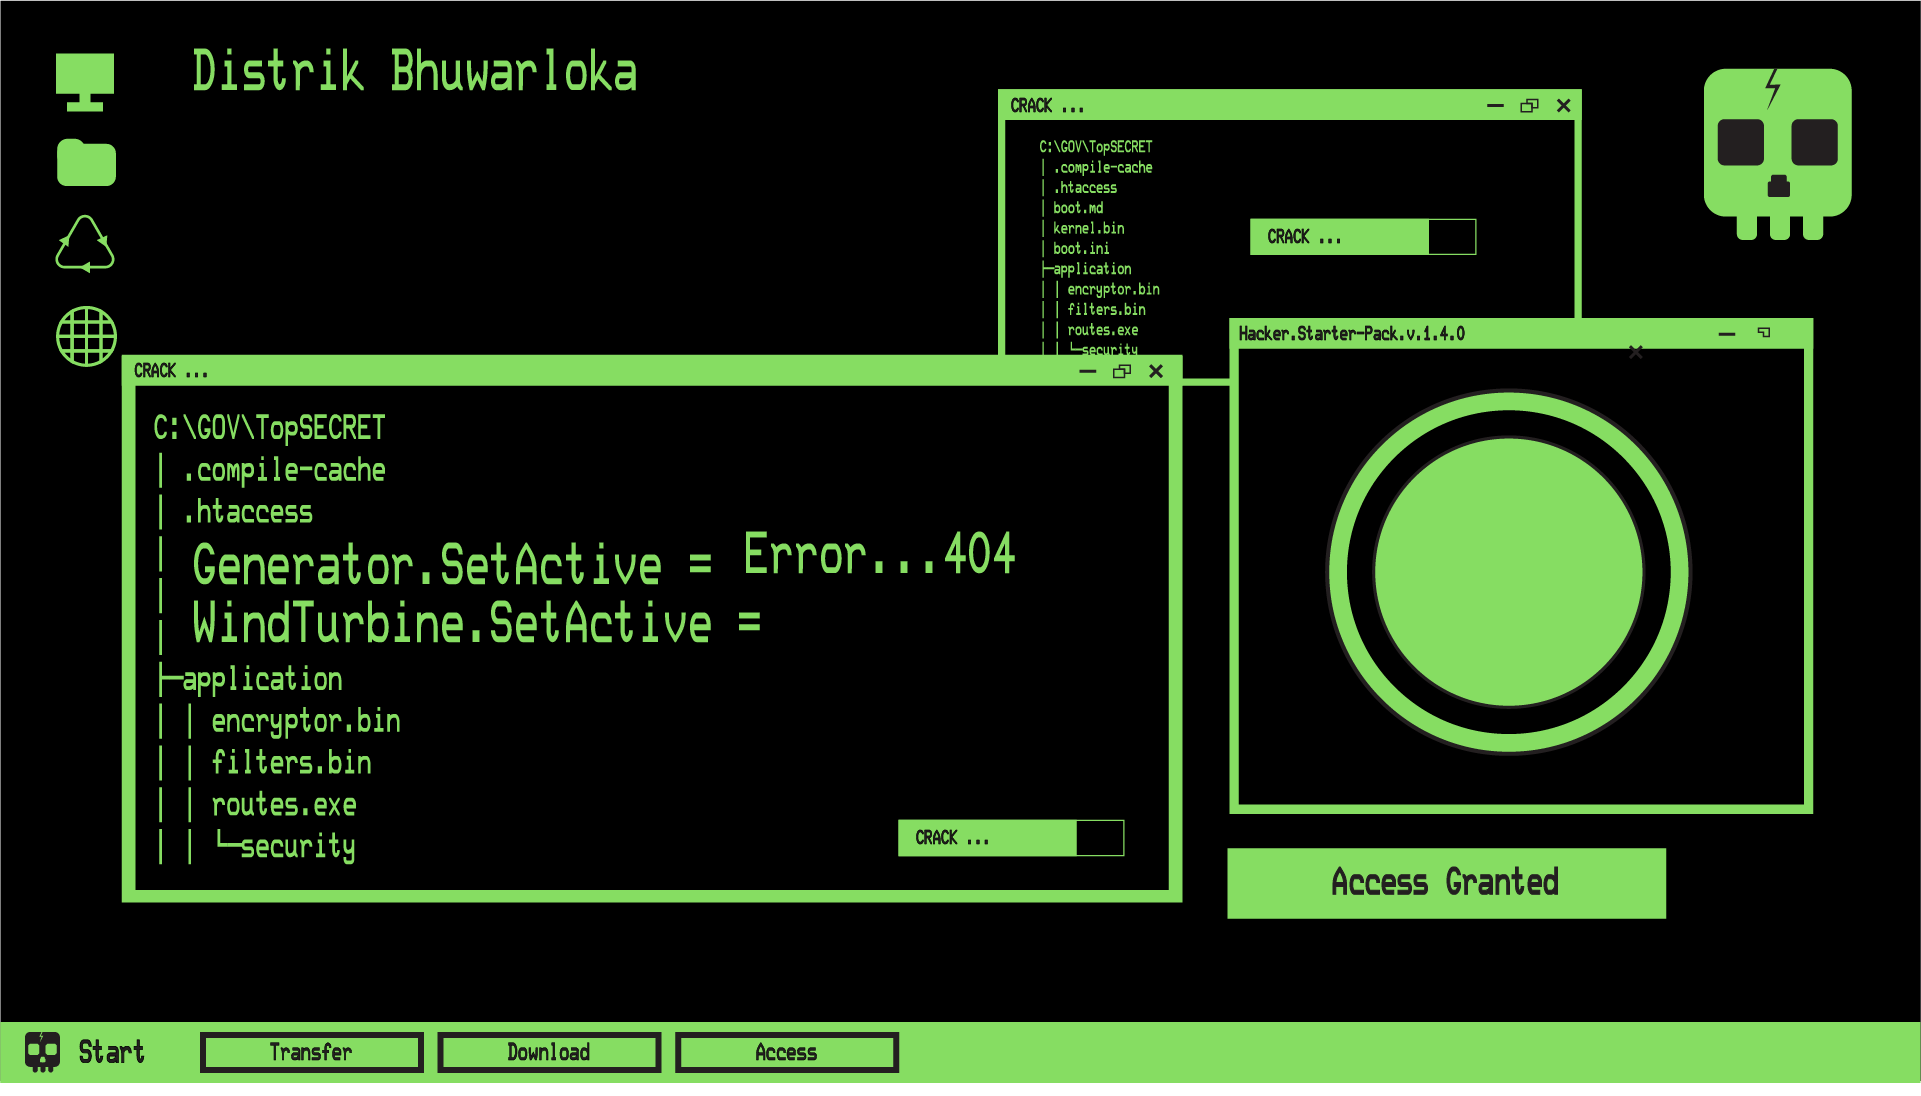 Distrik Bhuwarloka
CRACK ...
C:\GOV\TopSECRET
│ .compile-cache
│ .htaccess
│ boot.md
│ kernel.bin
│ boot.ini
├─application
│ │ encryptor.bin
│ │ filters.bin
│ │ routes.exe
│ │ └─security
CRACK ...
Hacker.Starter-Pack.v.1.4.0
CRACK ...
C:\GOV\TopSECRET
│ .compile-cache
│ .htaccess
│ Generator.SetActive = Error...404
│ WindTurbine.SetActive =
├─application
│ │ encryptor.bin
│ │ filters.bin
│ │ routes.exe
│ │ └─security
CRACK ...
Access Granted
Start
Transfer
Download
Access